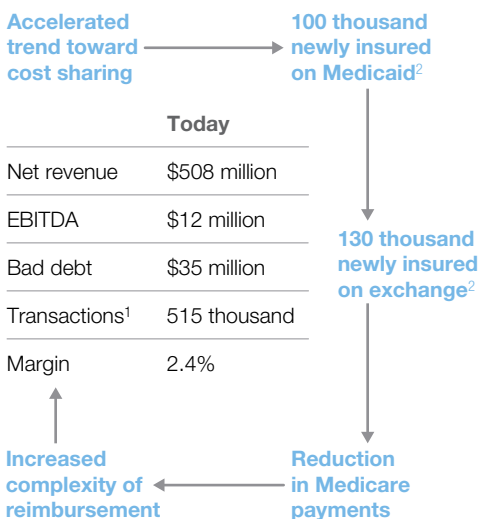 Accelerated
trend toward
cost sharing
100 thousand
newly insured
on Medicaid²
Today
Net revenue $508 million
EBITDA $12 million
Bad debt $35 million
Transactions¹ 515 thousand
Margin 2.4%
130 thousand
newly insured
on exchange²
Reduction
in Medicare
payments
Increased
complexity of
reimbursement